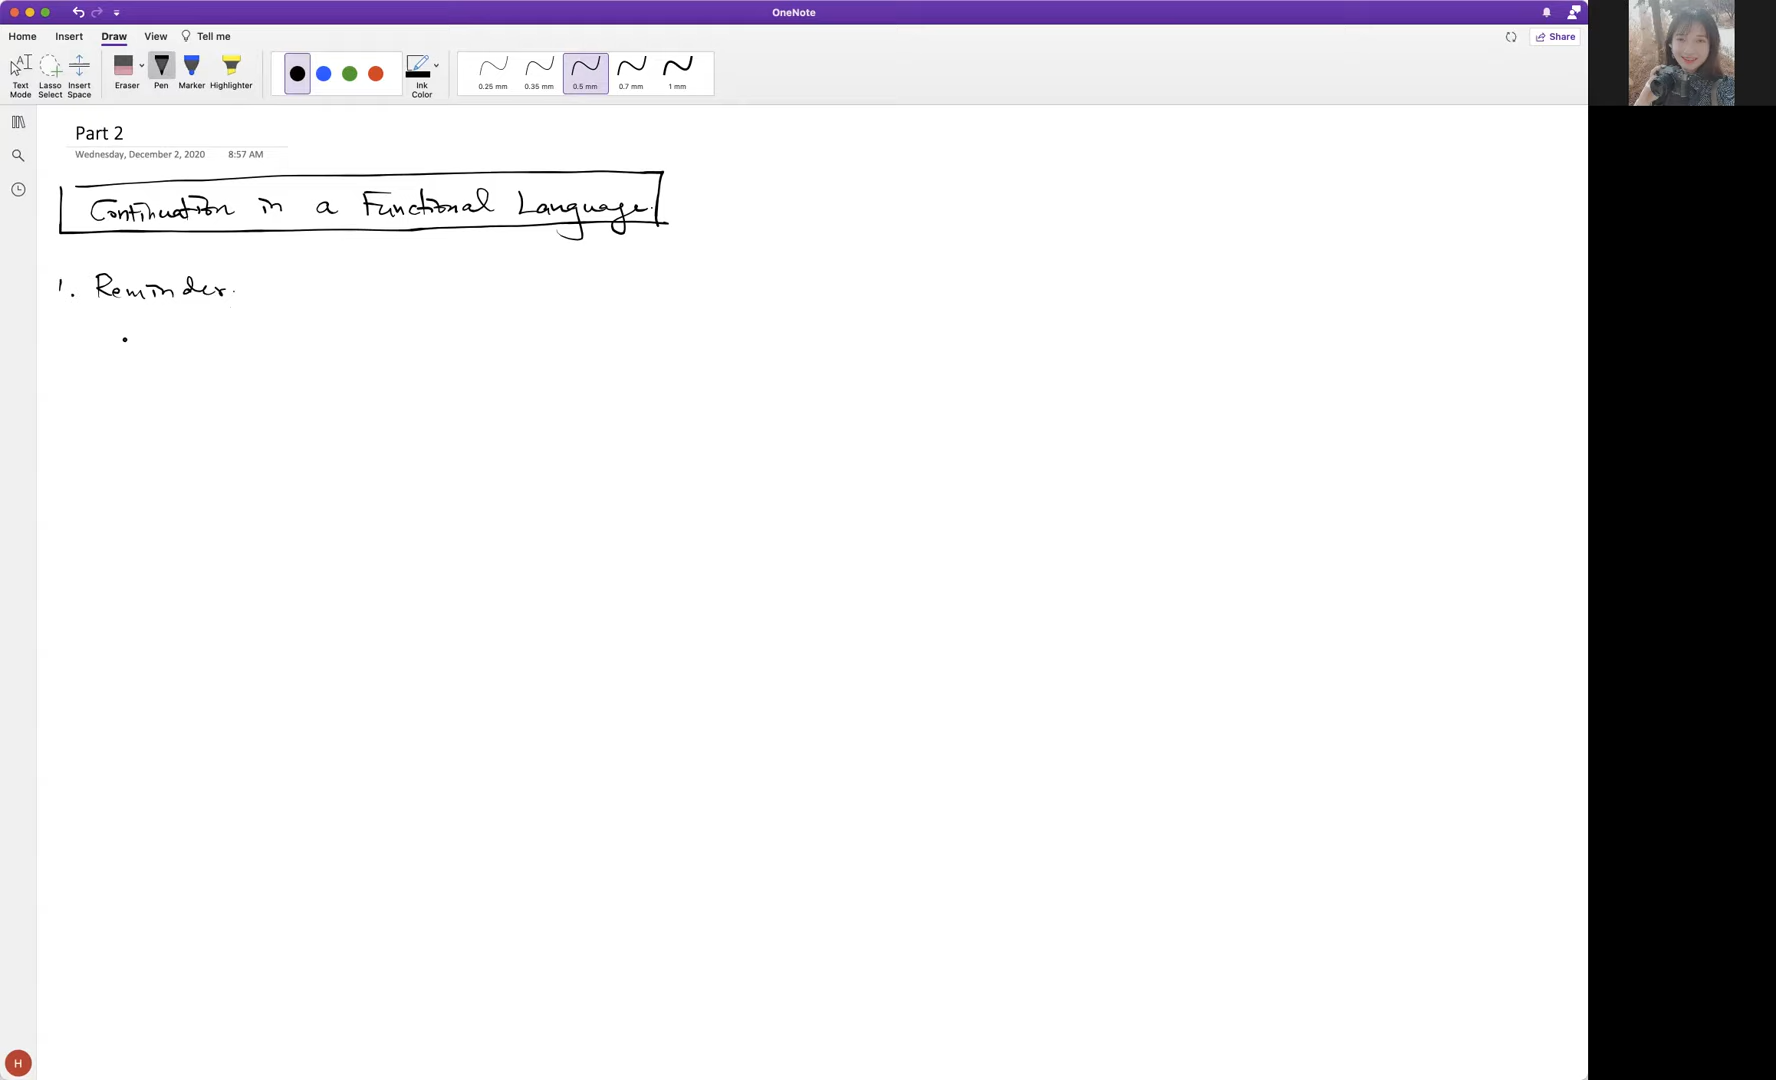 OneNote
Home Insert Draw View Tell me
Share
Text Mode
Lasso Select
Insert Space
Eraser
Pen
Marker
Highlighter
Ink Color
0.25 mm
0.35 mm
0.5 mm
0.7 mm
1 mm
Part 2
Wednesday, December 2, 2020 8:57 AM
Continuation in a Functional Language.
1. Reminder.
H